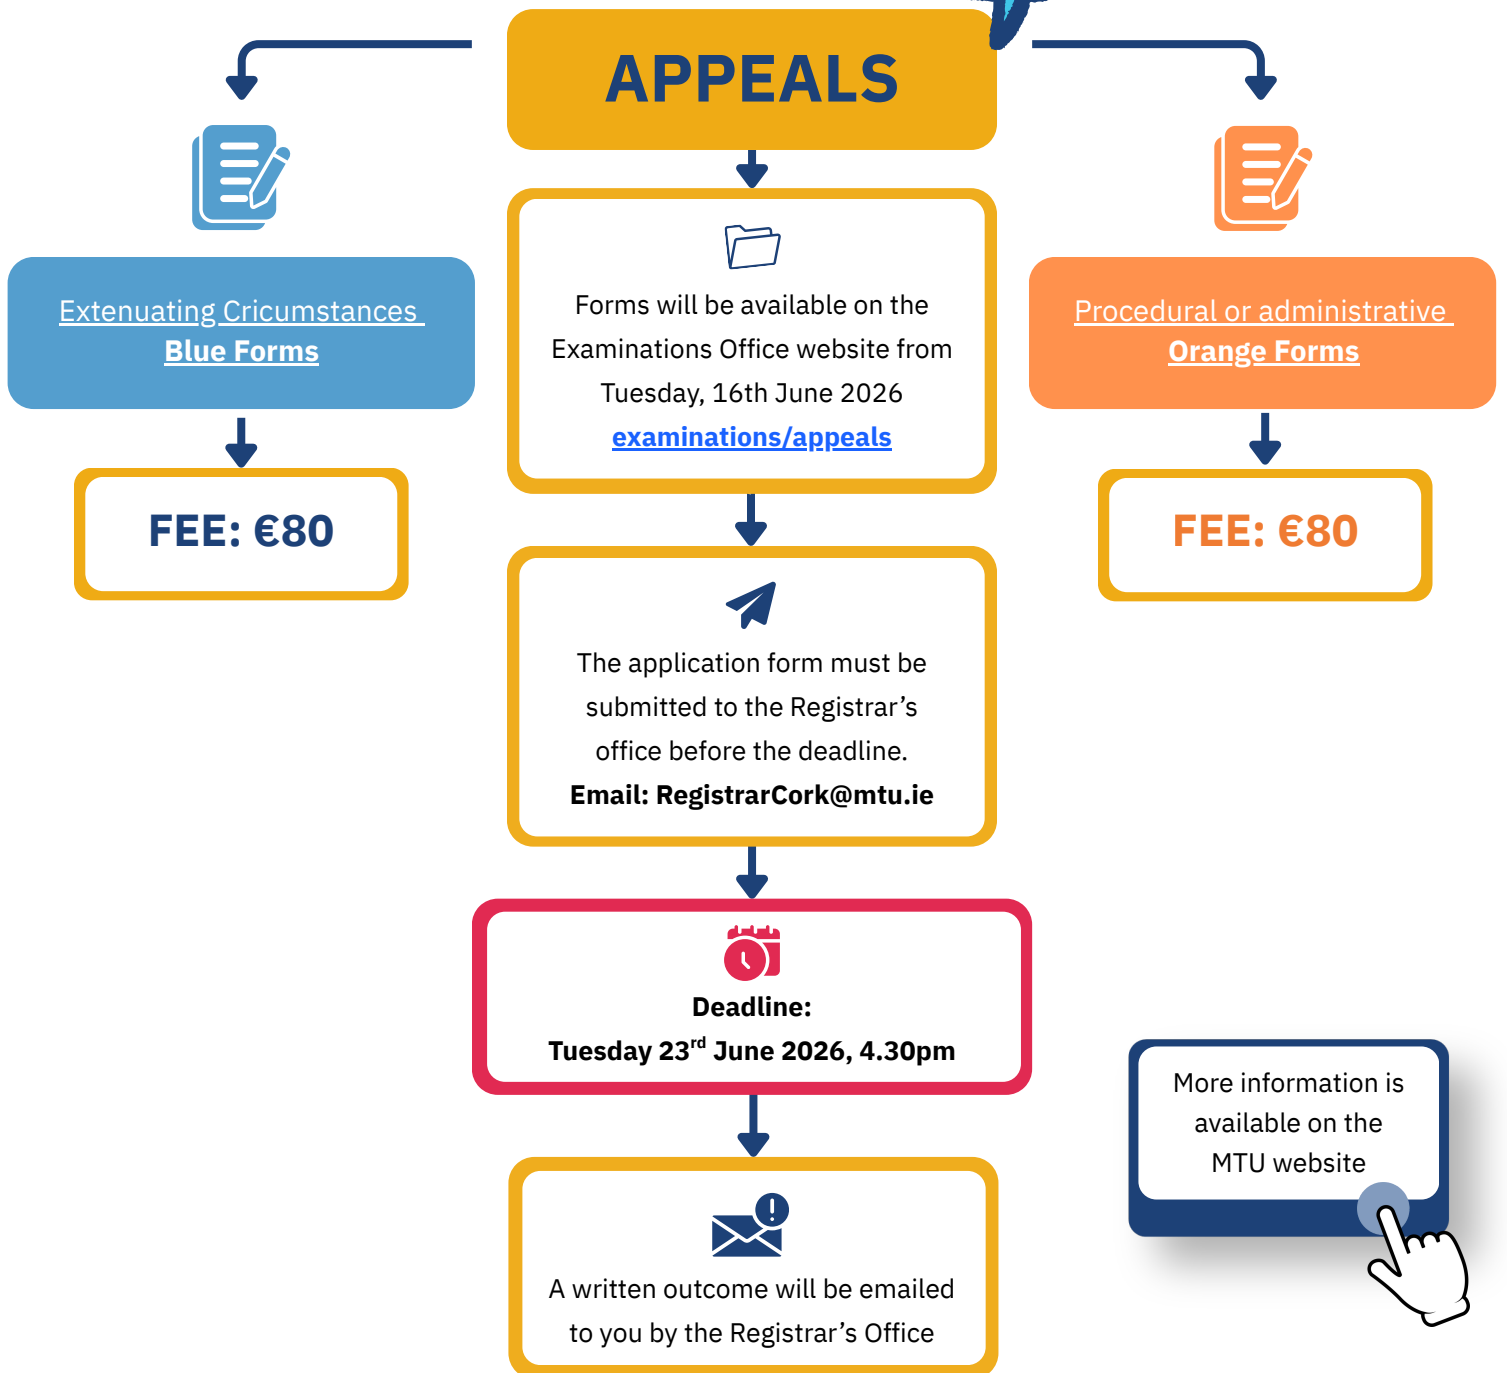 APPEALS
Extenuating Cricumstances
Blue Forms
FEE: €80
Forms will be available on the
Examinations Office website from
Tuesday, 16th June 2026
examinations/appeals
Procedural or administrative
Orange Forms
FEE: €80
The application form must be
submitted to the Registrar’s
office before the deadline.
Email: RegistrarCork@mtu.ie
Deadline:
Tuesday 23rd June 2026, 4.30pm
More information is
available on the
MTU website
A written outcome will be emailed
to you by the Registrar’s Office